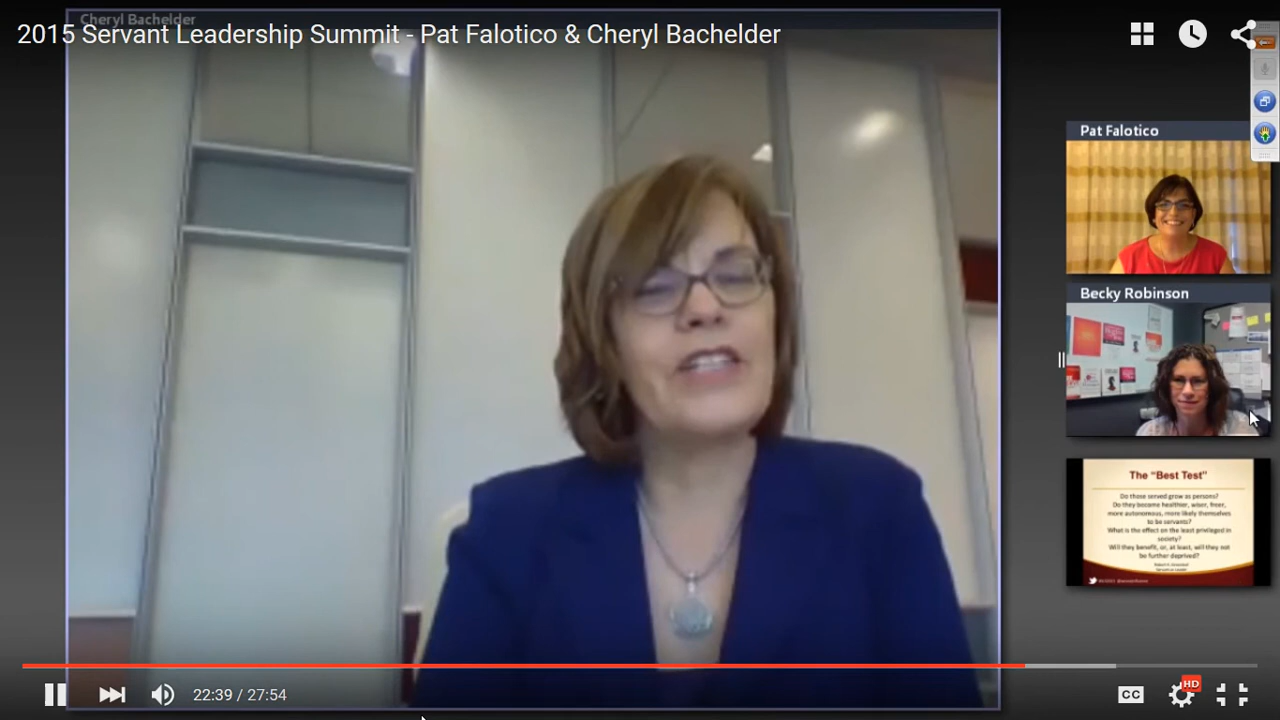 Cheryl Bachelder
2015 Servant Leadership Summit - Pat Falotico & Cheryl Bachelder
Pat Falotico
Becky Robinson
The "Best Test"
Do those served grow as persons?
Do they become healthier, wiser, freer,
more autonomous, more likely themselves
to be servants?
What is the effect on the least privileged in
society?
Will they benefit, or, at least, will they not
be further deprived?
22:39 / 27:54
CC
HD